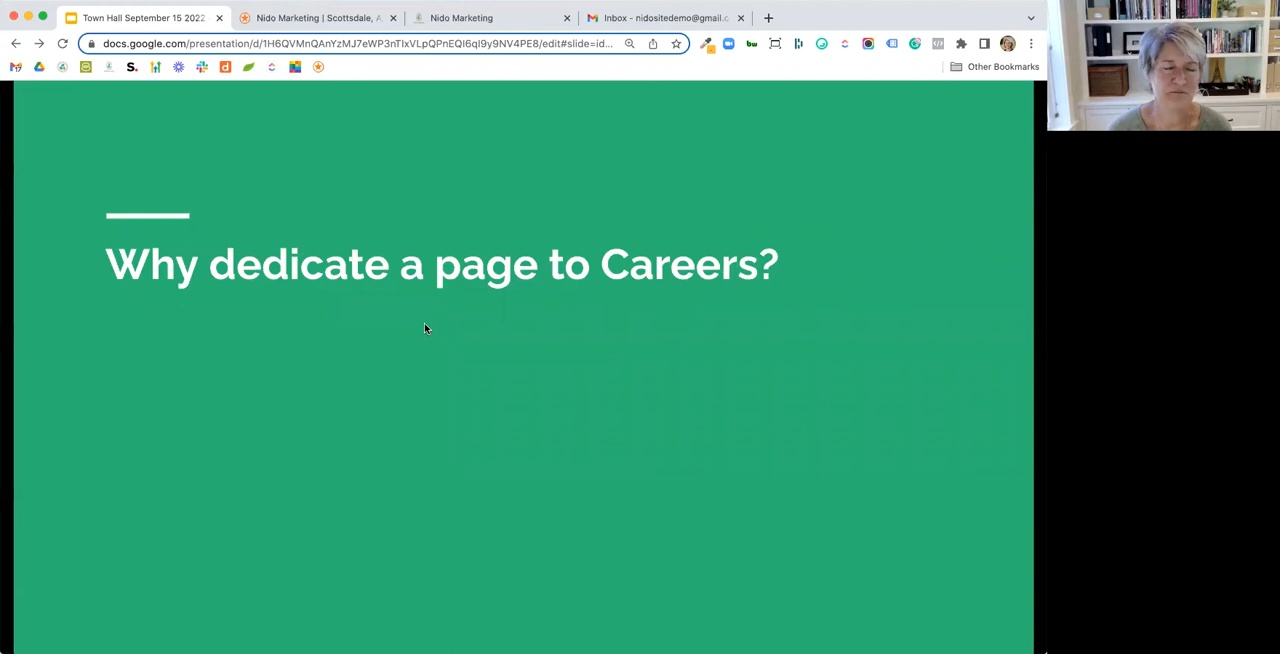 Town Hall September 15 2022
Nido Marketing | Scottsdale, A
Nido Marketing
Inbox - nidositedemo@gmail.c
docs.google.com/presentation/d/1H6QVMnQAnYzMJ7eWP3nTlxVLpQPnEQI6qI9y9NV4PE8/edit#slide=id...
Other Bookmarks
Why dedicate a page to Careers?